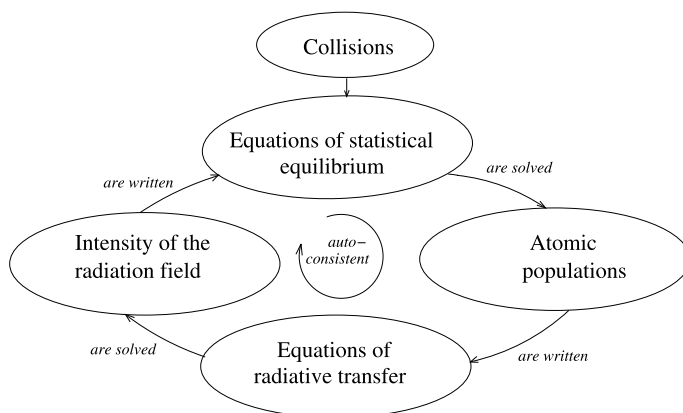 Collisions
Equations of statistical
equilibrium
are written
are solved
Intensity of the
radiation field
auto−
consistent
Atomic
populations
are solved
Equations of
radiative transfer
are written